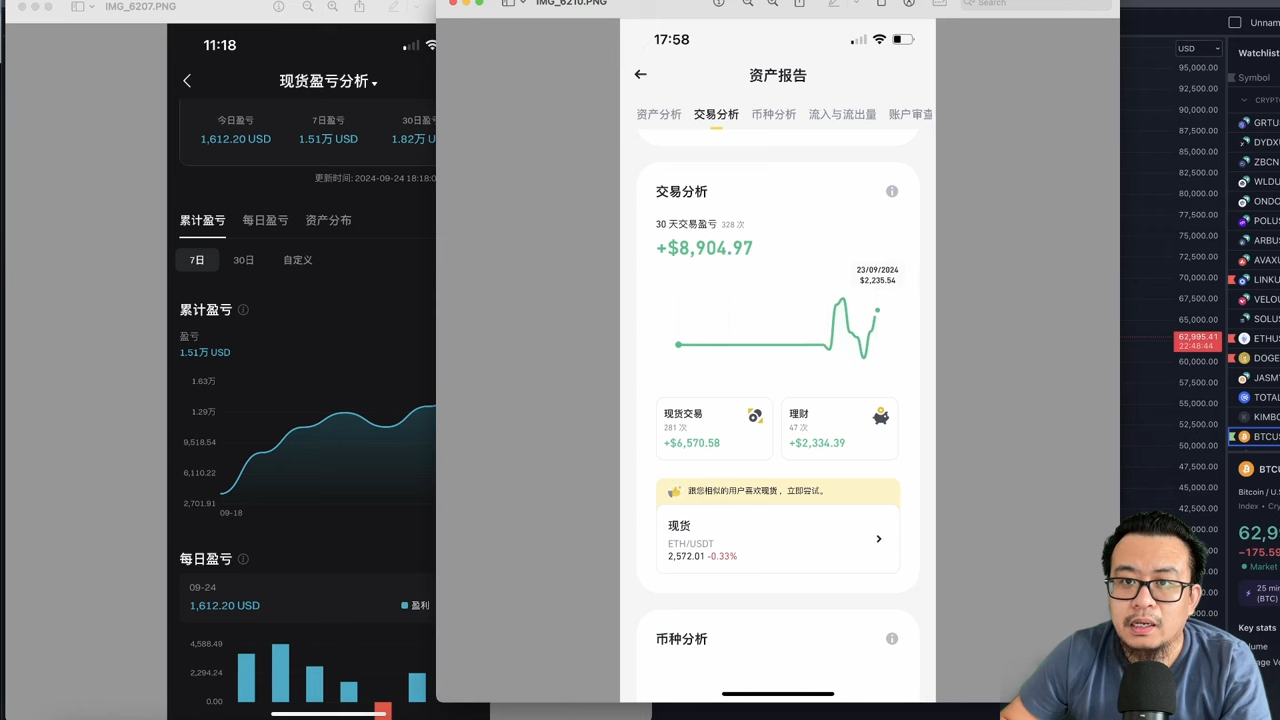 IMG_6207.PNG
11:18
现货盈亏分析
今日盈亏
7日盈亏
1,612.20 USD
1.51万 USD
更新时间: 2024-09-24 18:18:0
累计盈亏
每日盈亏
资产分布
7日
30日
自定义
累计盈亏
盈亏
1.51万 USD
1.63万
1.29万
9,518.54
6,110.22
2,701.91
09-18
每日盈亏
09-24
1,612.20 USD
盈利
4,588.49
2,294.24
0.00
IMG_6210.PNG
Search
17:58
资产报告
资产分析
交易分析
币种分析
流入与流出量
账户审查
交易分析
30 天交易盈亏 328 次
+$8,904.97
23/09/2024
$2,235.54
现货交易
281 次
+$6,570.58
理财
47 次
+$2,334.39
跟您相似的用户喜欢现货，立即尝试。
现货
ETH/USDT
2,572.01 -0.33%
币种分析
USD
95,000.00
92,500.00
90,000.00
87,500.00
85,000.00
82,500.00
80,000.00
77,500.00
75,000.00
72,500.00
70,000.00
67,500.00
65,000.00
62,995.41
22:48:44
60,000.00
57,500.00
55,000.00
52,500.00
50,000.00
47,500.00
45,000.00
42,500.00
Unnam
Watchlist
Symbol
CRYPTO
GRTUS
DYDXU
ZBCN
WLDU
ONDO
POLUS
ARBUS
AVAXU
LINKU
VELOU
SOLUS
ETHUS
DOGE
JASMY
TOTAL
KIMBO
BTCUS
BTCU
Bitcoin / U.S
Index • Cry
62,9
−175.59
Market
25 min
(BTC)
Key stats